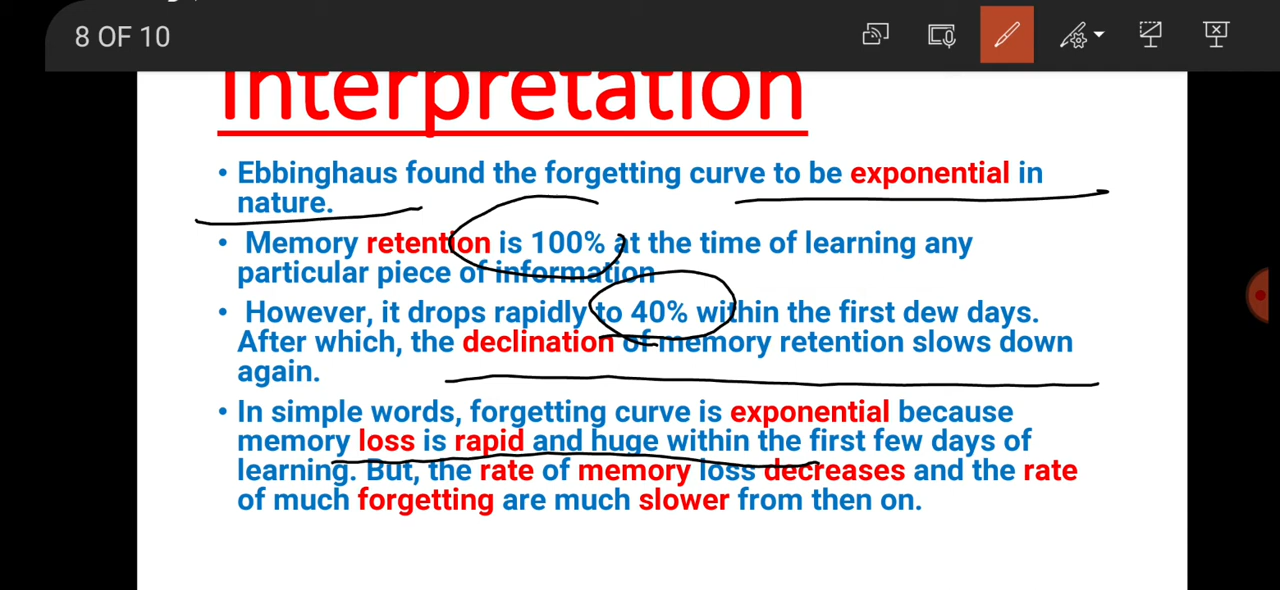 8 OF 10
Interpretation
• Ebbinghaus found the forgetting curve to be exponential in
nature.
• Memory retention is 100% at the time of learning any
particular piece of information
• However, it drops rapidly to 40% within the first dew days.
After which, the declination of memory retention slows down
again.
• In simple words, forgetting curve is exponential because
memory loss is rapid and huge within the first few days of
learning. But, the rate of memory loss decreases and the rate
of much forgetting are much slower from then on.